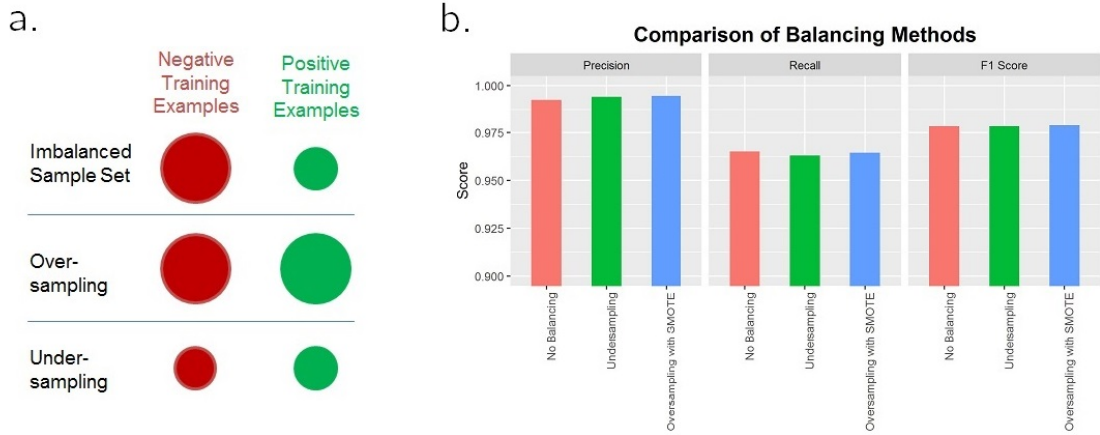 a.
Negative
Training
Examples
Positive
Training
Examples
Imbalanced
Sample Set
Over-
sampling
Under-
sampling
b.
Comparison of Balancing Methods
Precision
Recall
F1 Score
Score
1.000
0.975
0.950
0.925
0.900
No Balancing
Undersampling
Oversampling with SMOTE
No Balancing
Undersampling
Oversampling with SMOTE
No Balancing
Undersampling
Oversampling with SMOTE